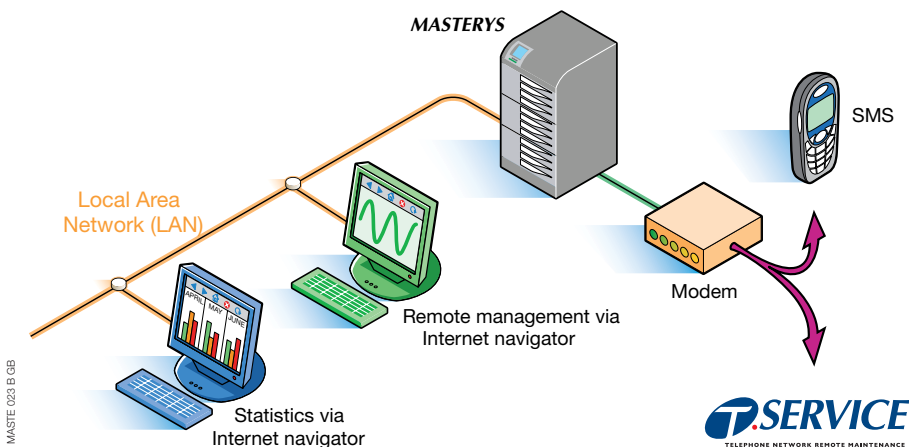 MASTERYS
SMS
Local Area
Network (LAN)
Modem
Remote management via
Internet navigator
APRIL
MAY
JUNE
Statistics via
Internet navigator
MASTE 023 B GB
T.SERVICE
TELEPHONE NETWORK REMOTE MAINTENANCE